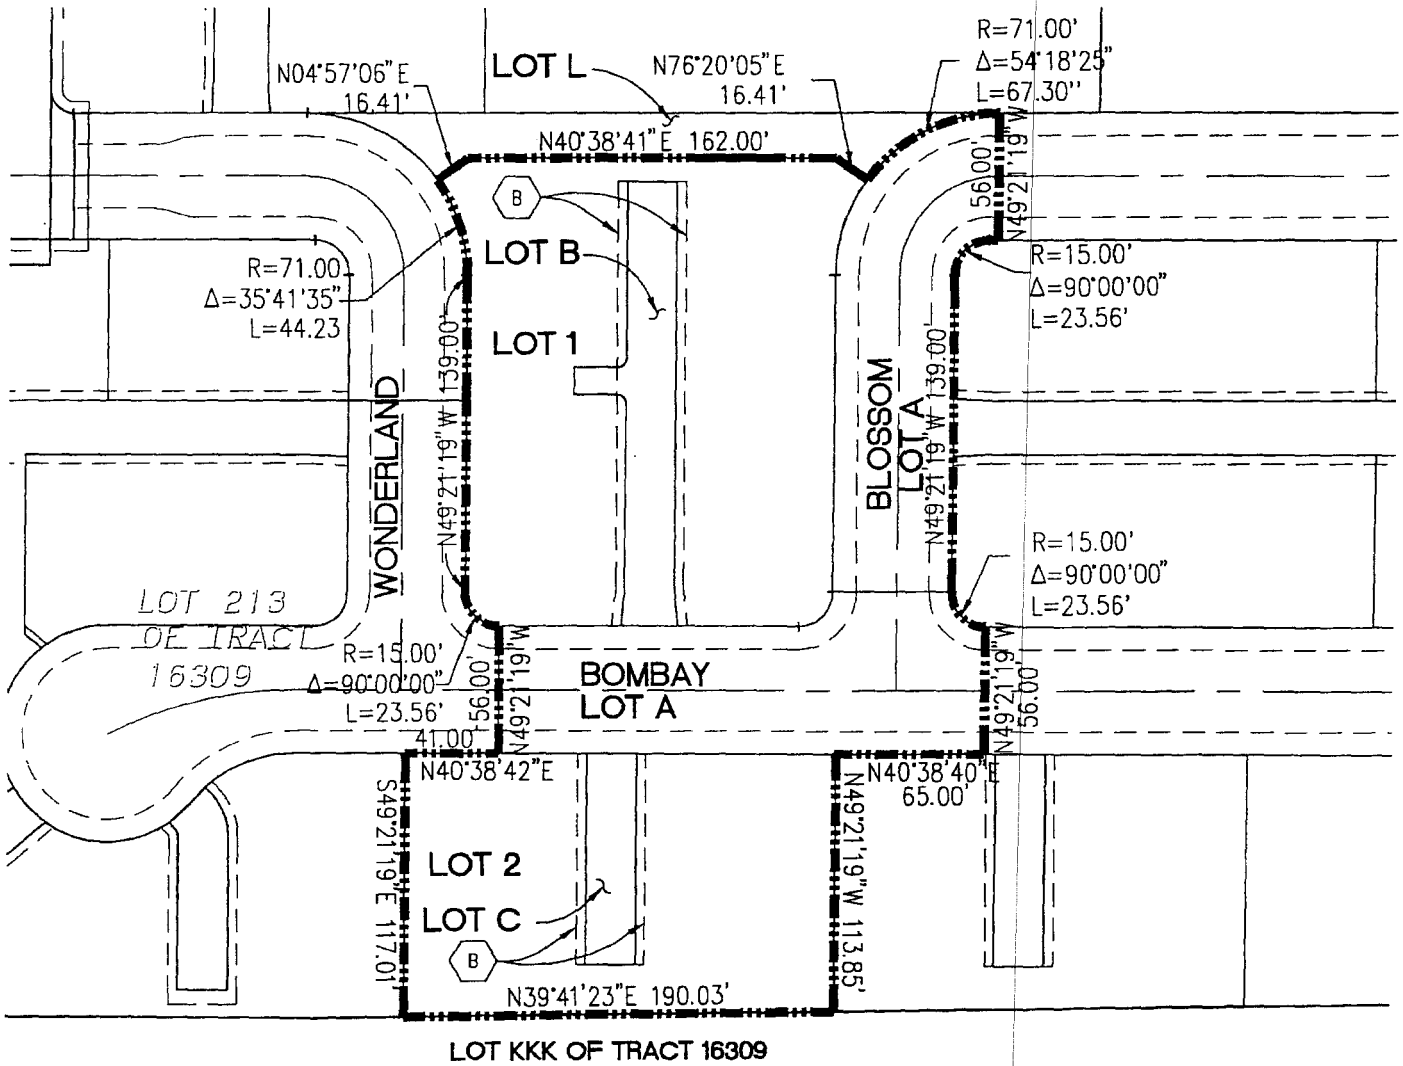 R=71.00'
Δ=54°18'25"
L=67.30''
LOT L
N04°57'06"E
16.41'
N76°20'05"E
16.41'
N40°38'41"E 162.00'
56.00'
N49°21'19"W
B
LOT B
R=71.00
Δ=35°41'35"
L=44.23
R=15.00'
Δ=90°00'00"
L=23.56'
LOT 1
WONDERLAND
N49°21'19"W 139.00'
BLOSSOM
LOT A
N49°21'19"W 139.00'
R=15.00'
Δ=90°00'00"
L=23.56'
LOT 213
OF TRACT
16309
R=15.00'
Δ=90°00'00"
L=23.56'
56.00'
N49°21'19"W
BOMBAY
LOT A
N49°21'19"W
56.00'
41.00'
N40°38'42"E
N40°38'40"E
65.00'
S49°21'19"E 117.01'
LOT 2
LOT C
B
N49°21'19"W 113.85'
N39°41'23"E 190.03'
LOT KKK OF TRACT 16309